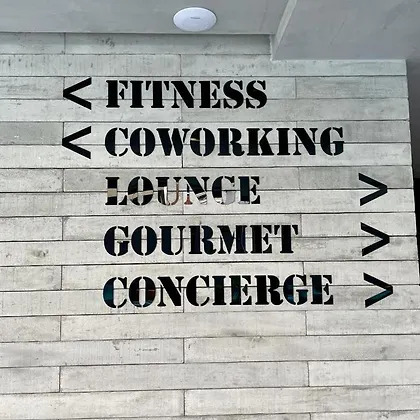 < FITNESS
< COWORKING
LOUNGE >
GOURMET >
CONCIERGE >